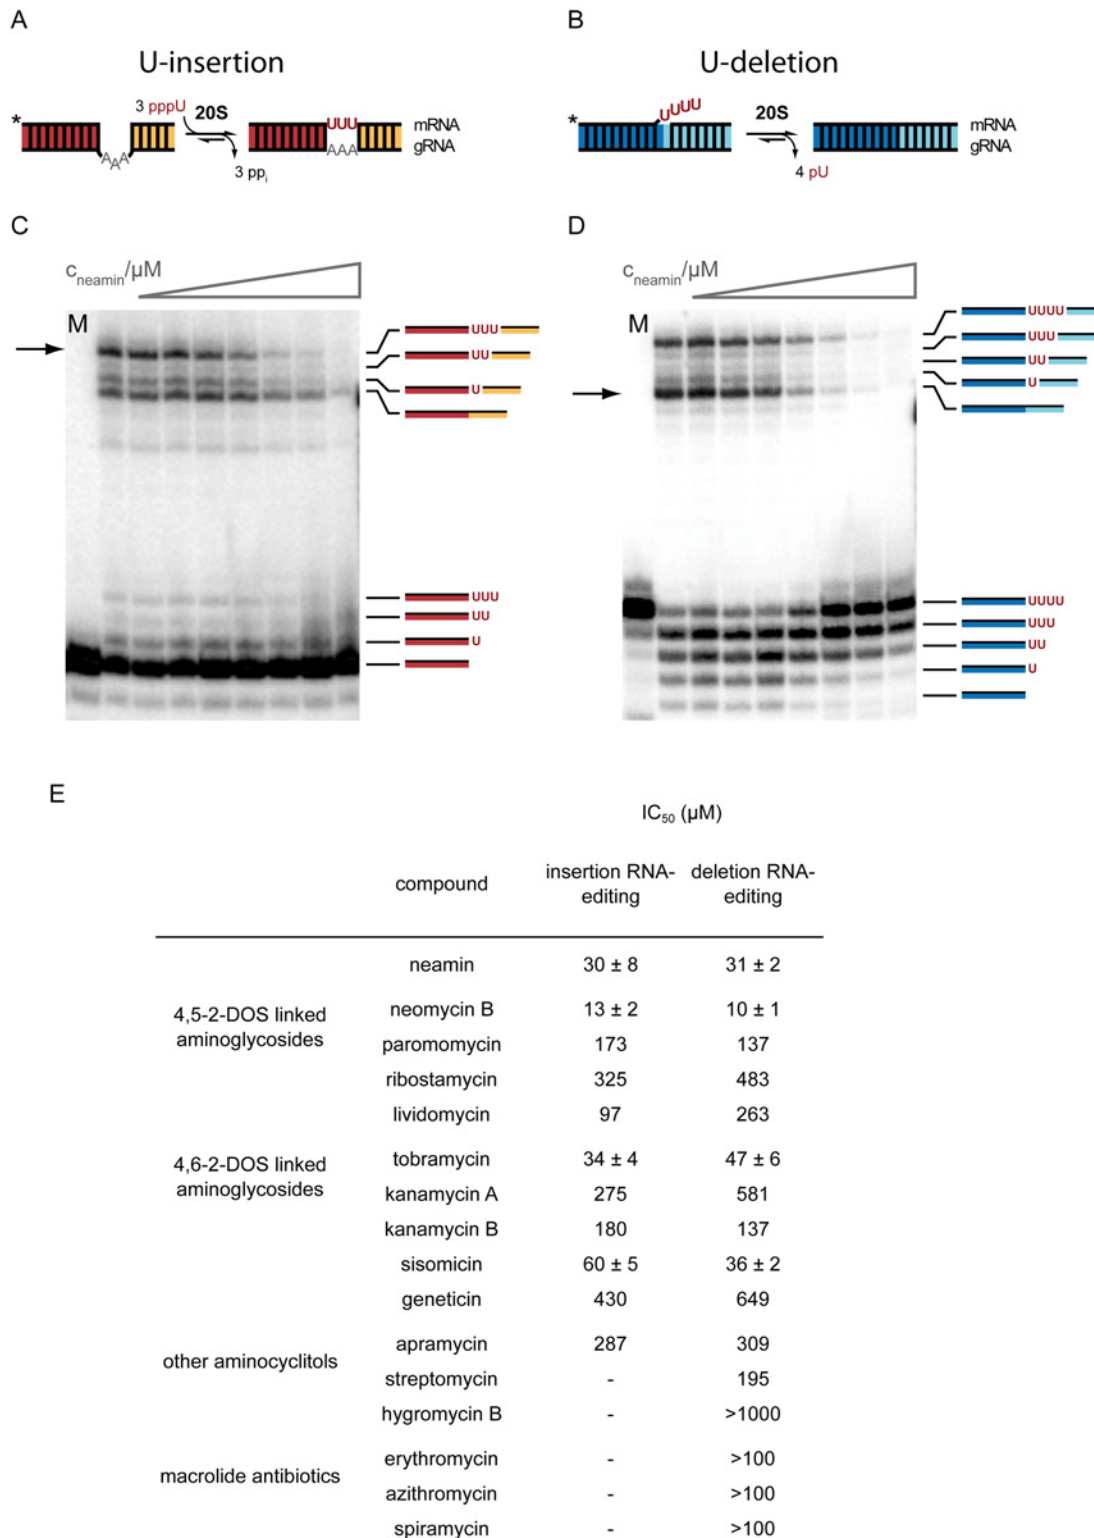 A
B
U-insertion
U-deletion
3 pppU
20S
UUU
mRNA
gRNA
AAA
AAA
3 ppi
*
UUUU
20S
mRNA
gRNA
4 pU
*
C
D
cneamin/µM
cneamin/µM
M
M
UUU
UU
U
UUU
UU
U
UUUU
UUU
UU
U
UUUU
UUU
UU
U
E
IC50 (µM)
compound
insertion RNA-editing
deletion RNA-editing
neamin 30 ± 8 31 ± 2
4,5-2-DOS linked aminoglycosides
neomycin B 13 ± 2 10 ± 1
paromomycin 173 137
ribostamycin 325 483
lividomycin 97 263
4,6-2-DOS linked aminoglycosides
tobramycin 34 ± 4 47 ± 6
kanamycin A 275 581
kanamycin B 180 137
sisomicin 60 ± 5 36 ± 2
geneticin 430 649
other aminocyclitols
apramycin 287 309
streptomycin - 195
hygromycin B - >1000
macrolide antibiotics
erythromycin - >100
azithromycin - >100
spiramycin - >100